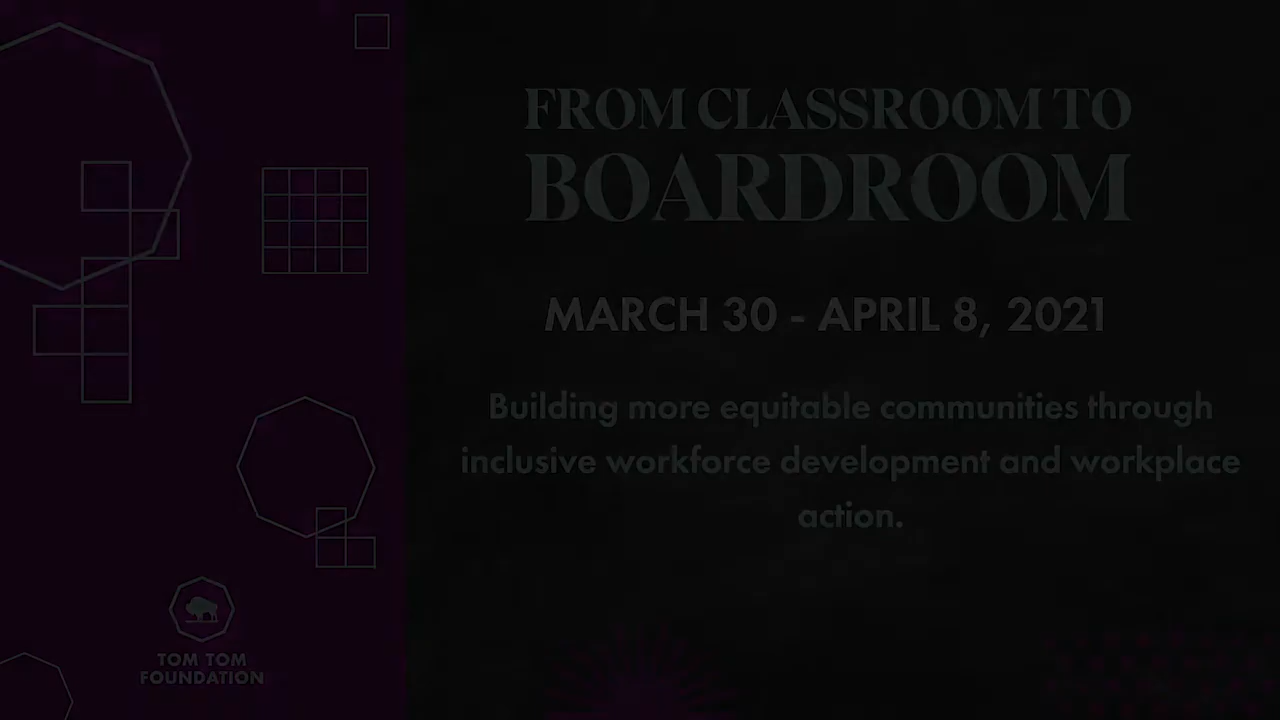 FROM CLASSROOM TO
BOARDROOM
MARCH 30 - APRIL 8, 2021
Building more equitable communities through
inclusive workforce development and workplace
action.
TOM TOM
FOUNDATION